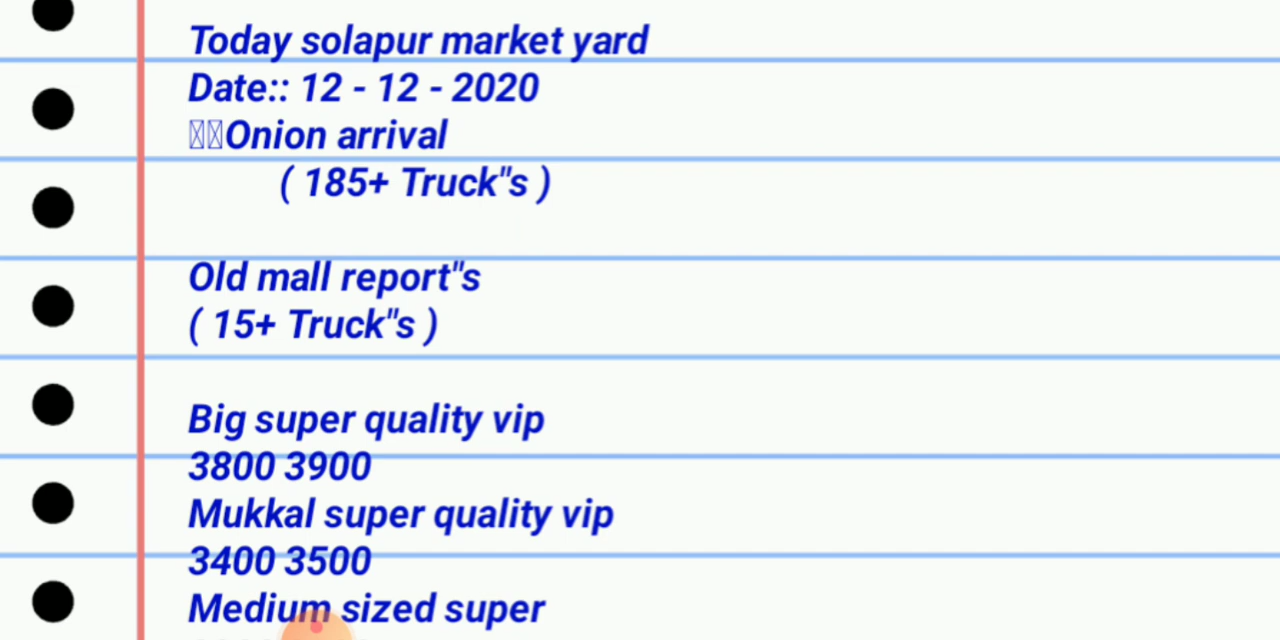 Today solapur market yard
Date:: 12 - 12 - 2020
Onion arrival
( 185+ Truck"s )
Old mall report"s
( 15+ Truck"s )
Big super quality vip
3800 3900
Mukkal super quality vip
3400 3500
Medium sized super